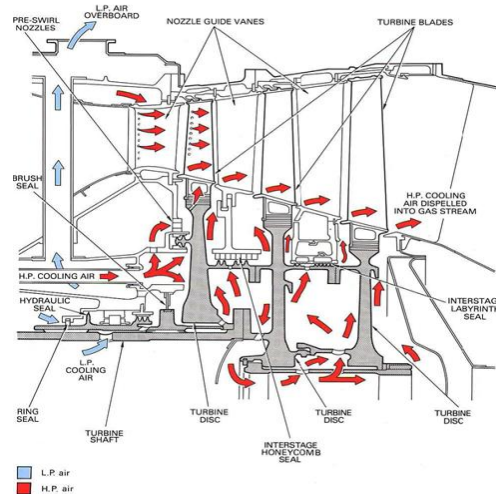 L.P. AIR
OVERBOARD
PRE-SWIRL
NOZZLES
NOZZLE GUIDE VANES
TURBINE BLADES
BRUSH
SEAL
H.P. COOLING
AIR DISPELLED
INTO GAS STREAM
H.P. COOLING AIR
HYDRAULIC
SEAL
INTERSTAGE
LABYRINTH
SEAL
L.P.
COOLING
AIR
RING
SEAL
TURBINE
SHAFT
TURBINE
DISC
INTERSTAGE
HONEYCOMB
SEAL
TURBINE
DISC
TURBINE
DISC
L.P. air
H.P. air